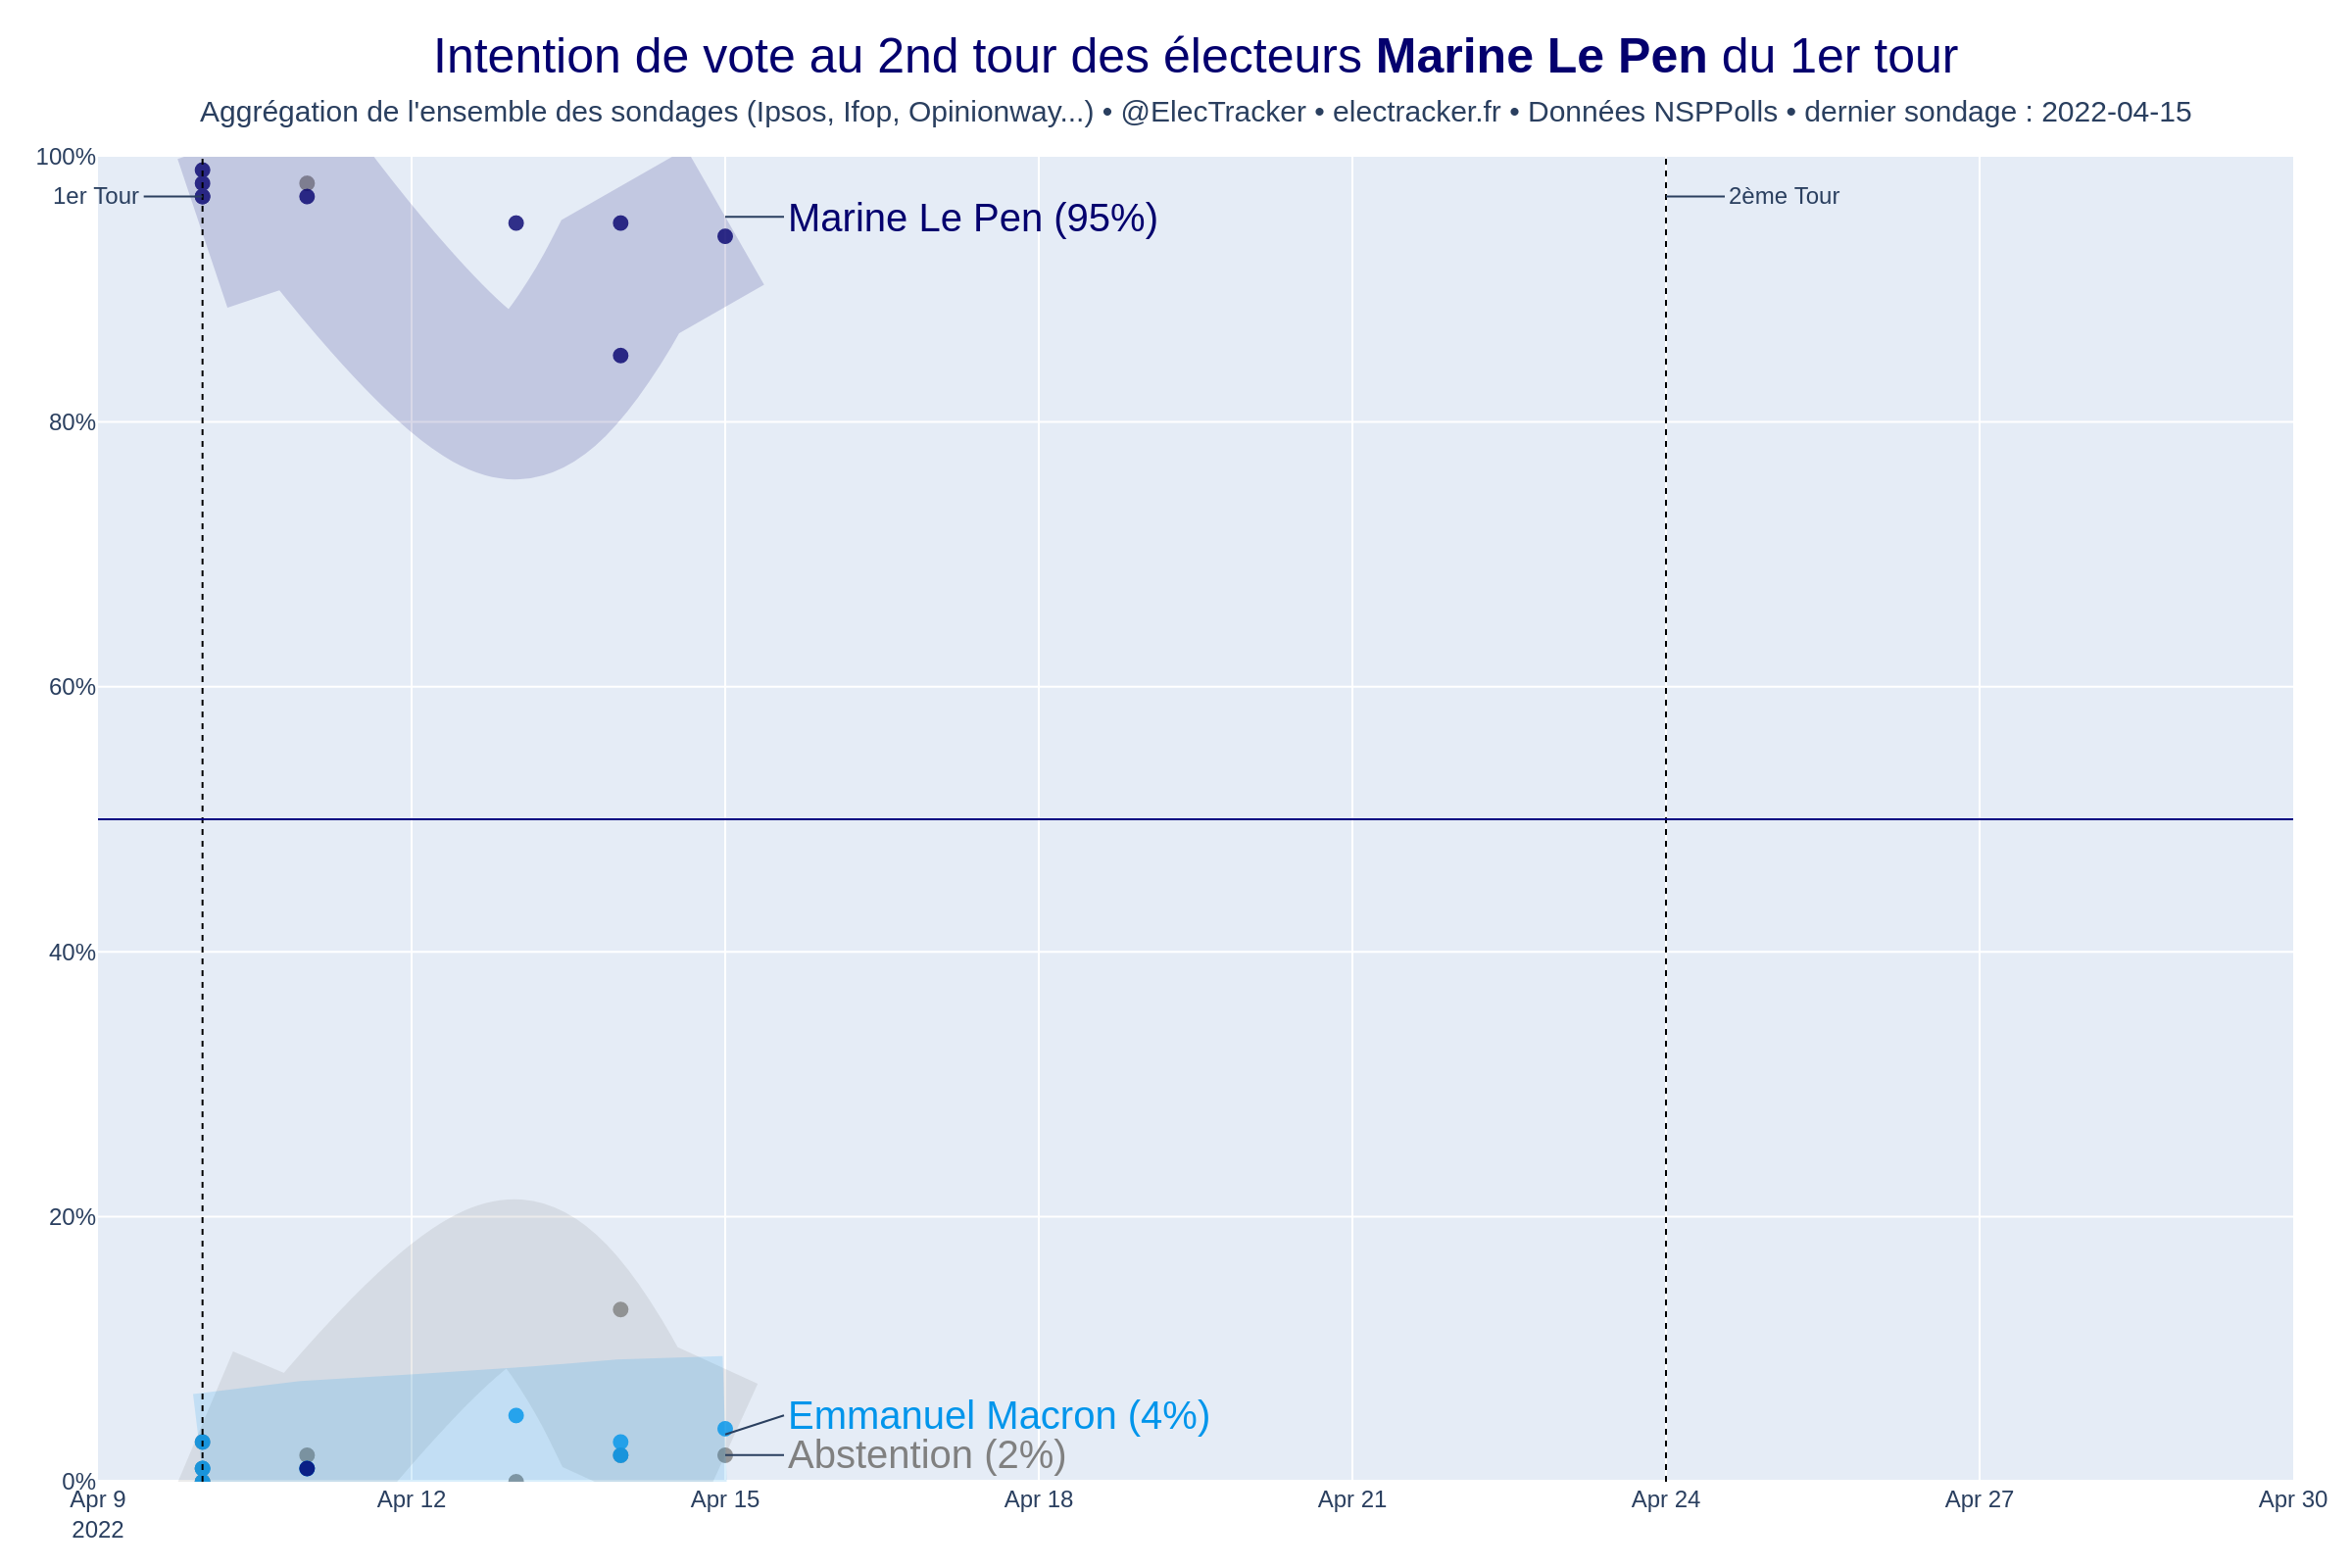 Intention de vote au 2nd tour des électeurs Marine Le Pen du 1er tour
Aggrégation de l'ensemble des sondages (Ipsos, Ifop, Opinionway...) • @ElecTracker • electracker.fr • Données NSPPolls • dernier sondage : 2022-04-15
100%
1er Tour
2ème Tour
Marine Le Pen (95%)
80%
60%
40%
20%
Emmanuel Macron (4%)
Abstention (2%)
0%
Apr 9 Apr 12 Apr 15 Apr 18 Apr 21 Apr 24 Apr 27 Apr 30
2022